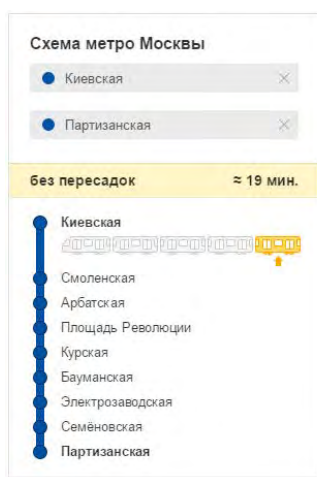 Схема метро Москвы
Киевская
Партизанская
без пересадок ≈ 19 мин.
Киевская
Смоленская
Арбатская
Площадь Революции
Курская
Бауманская
Электрозаводская
Семёновская
Партизанская